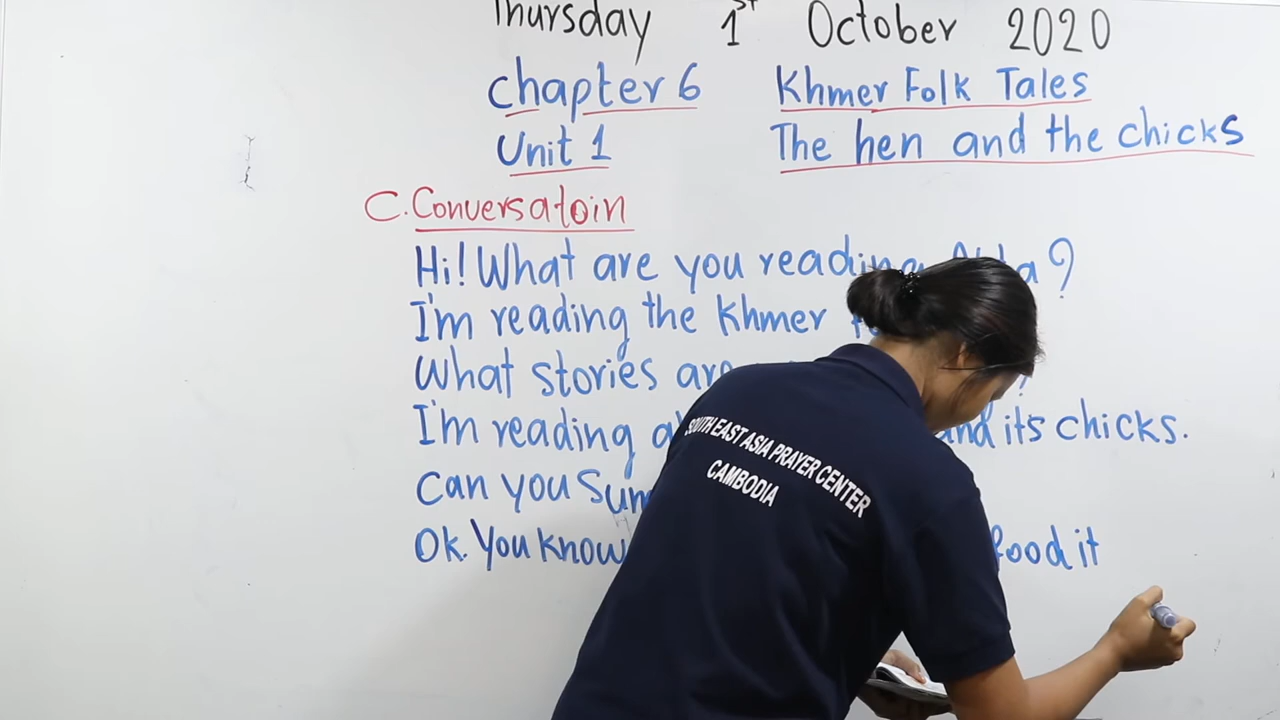 Thursday 1st October 2020
Chapter 6 Khmer Folk Tales
Unit 1 The hen and the chicks
C. Conversatoin
Hi! What are you reading ?
I'm reading the Khmer
What stories are ?
I'm reading and its chicks.
Can you
Ok. You know food it
SOUTH EAST ASIA PRAYER CENTER
CAMBODIA